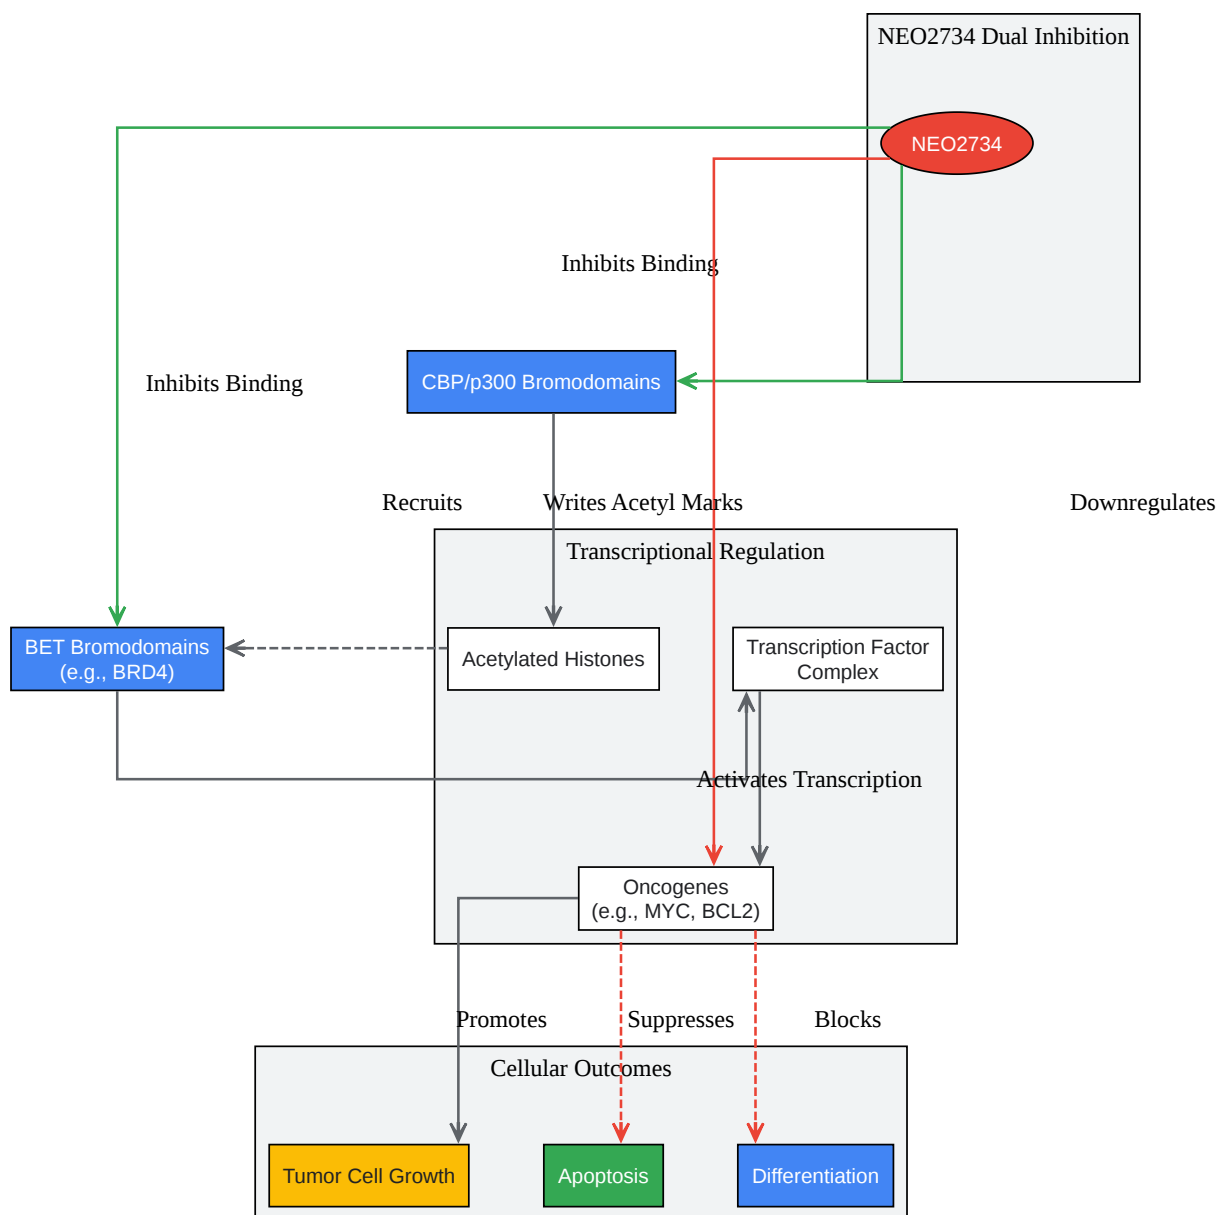 NEO2734 Dual Inhibition
NEO2734
Inhibits Binding
CBP/p300 Bromodomains
Inhibits Binding
Recruits
Writes Acetyl Marks
Downregulates
Transcriptional Regulation
BET Bromodomains
(e.g., BRD4)
Acetylated Histones
Transcription Factor
Complex
Activates Transcription
Oncogenes
(e.g., MYC, BCL2)
Promotes
Suppresses
Blocks
Cellular Outcomes
Tumor Cell Growth
Apoptosis
Differentiation